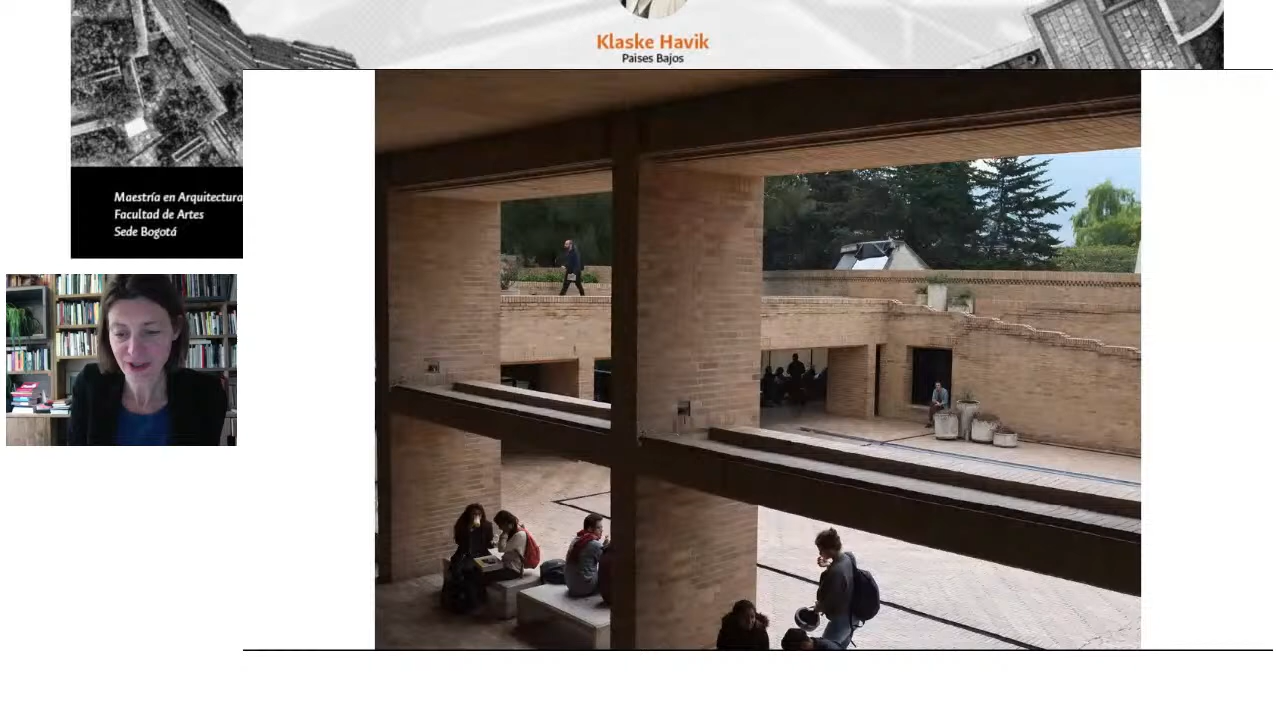 Klaske Havik
Paises Bajos
Maestría en Arquitectura
Facultad de Artes
Sede Bogotá